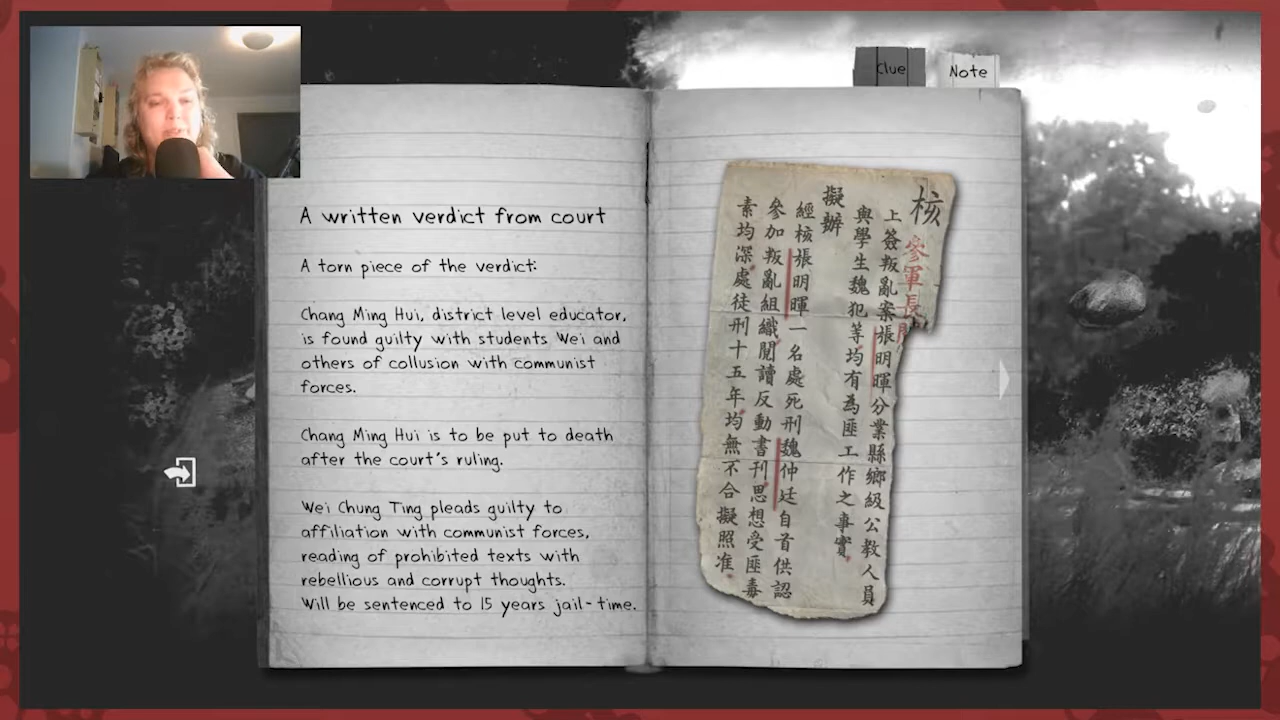 Clue
Note
A written verdict from court
A torn piece of the verdict:
Chang Ming Hui, district level educator,
is found guilty with students Wei and
others of collusion with communist
forces.
Chang Ming Hui is to be put to death
after the court's ruling.
Wei Chung Ting pleads guilty to
affiliation with communist forces,
reading of prohibited texts with
rebellious and corrupt thoughts.
Will be sentenced to 15 years jail-time.
核
參軍長
上簽叛亂案張明暉分業縣鄉級公教人員
與學生魏犯等均有為匪工作之事實
擬辦
經核張明暉一名處死刑魏仲廷自首供認
參加叛亂組織閱讀反動書刊思想受匪毒
素均深處徒刑十五年均無不合擬照准